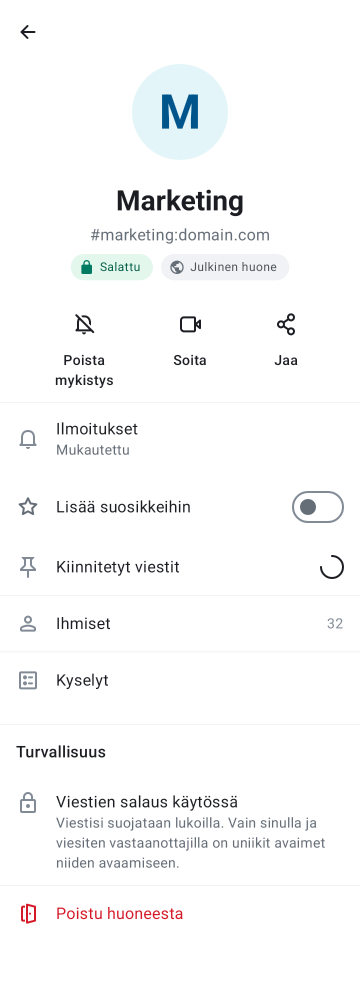 M
Marketing
#marketing:domain.com
Salattu
Julkinen huone
Poista
mykistys
Soita
Jaa
Ilmoitukset
Mukautettu
Lisää suosikkeihin
Kiinnitetyt viestit
Ihmiset
32
Kyselyt
Turvallisuus
Viestien salaus käytössä
Viestisi suojataan lukoilla. Vain sinulla ja
viesiten vastaanottajilla on uniikit avaimet
niiden avaamiseen.
Poistu huoneesta